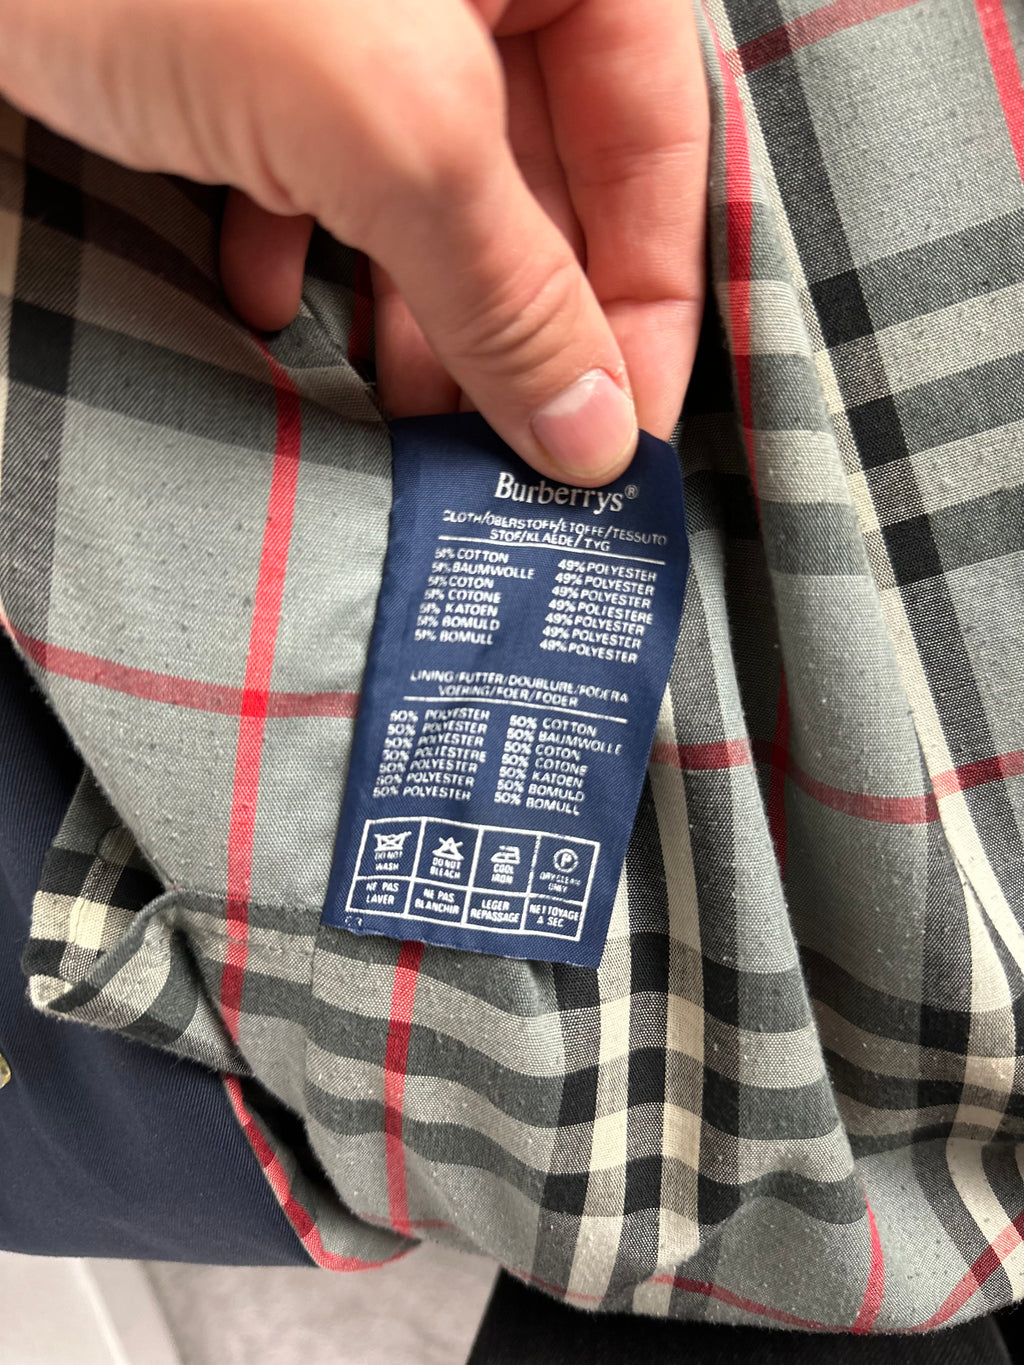 Burberrys®
CLOTH/OBERSTOFF/ETOFFE/TESSUTO
STOF/KLAEDE/TYG
51% COTTON 49% POLYESTER
51% BAUMWOLLE 49% POLYESTER
51% COTON 49% POLYESTER
51% COTONE 49% POLIESTERE
51% KATOEN 49% POLYESTER
51% BOMULD 49% POLYESTER
51% BOMULL 49% POLYESTER
LINING/FUTTER/DOUBLURE/FODERA
VOERING/FOER/FODER
50% POLYESTER 50% COTTON
50% POLYESTER 50% BAUMWOLLE
50% POLYESTER 50% COTON
50% POLIESTERE 50% COTONE
50% POLYESTER 50% KATOEN
50% POLYESTER 50% BOMULD
50% POLYESTER 50% BOMULL
DO NOT WASH
DO NOT BLEACH
COOL IRON
P
DRY CLEAN ONLY
NE PAS LAVER
NE PAS BLANCHIR
LEGER REPASSAGE
NETTOYAGE A SEC